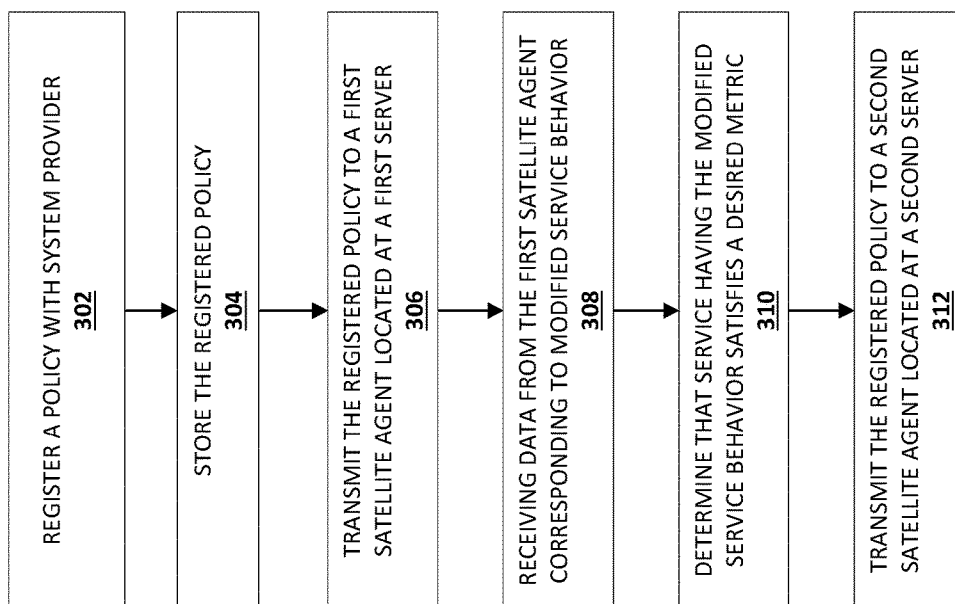 REGISTER A POLICY WITH SYSTEM PROVIDER
302
STORE THE REGISTERED POLICY
304
TRANSMIT THE REGISTERED POLICY TO A FIRST
SATELLITE AGENT LOCATED AT A FIRST SERVER
306
RECEIVING DATA FROM THE FIRST SATELLITE AGENT
CORRESPONDING TO MODIFIED SERVICE BEHAVIOR
308
DETERMINE THAT SERVICE HAVING THE MODIFIED
SERVICE BEHAVIOR SATISFIES A DESIRED METRIC
310
TRANSMIT THE REGISTERED POLICY TO A SECOND
SATELLITE AGENT LOCATED AT A SECOND SERVER
312